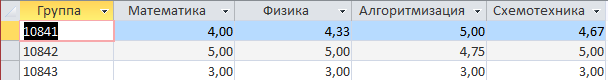 Группа Математика Физика Алгоритмизация Схемотехника
10841 4,00 4,33 5,00 4,67
10842 5,00 5,00 4,75 5,00
10843 3,00 3,00 3,00 3,00